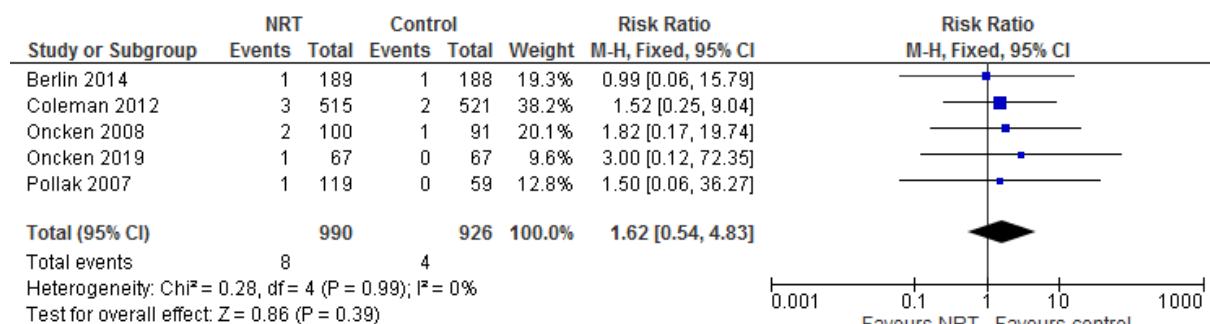 NRT Control Risk Ratio Risk Ratio
Study or Subgroup Events Total Events Total Weight M-H, Fixed, 95% CI M-H, Fixed, 95% CI
Berlin 2014 1 189 1 188 19.3% 0.99 [0.06, 15.79]
Coleman 2012 3 515 2 521 38.2% 1.52 [0.25, 9.04]
Oncken 2008 2 100 1 91 20.1% 1.82 [0.17, 19.74]
Oncken 2019 1 67 0 67 9.6% 3.00 [0.12, 72.35]
Pollak 2007 1 119 0 59 12.8% 1.50 [0.06, 36.27]
Total (95% CI) 990 926 100.0% 1.62 [0.54, 4.83]
Total events 8 4
Heterogeneity: Chi² = 0.28, df = 4 (P = 0.99); I² = 0%
Test for overall effect: Z = 0.86 (P = 0.39)
0.001 0.1 1 10 1000
Favours NRT Favours control